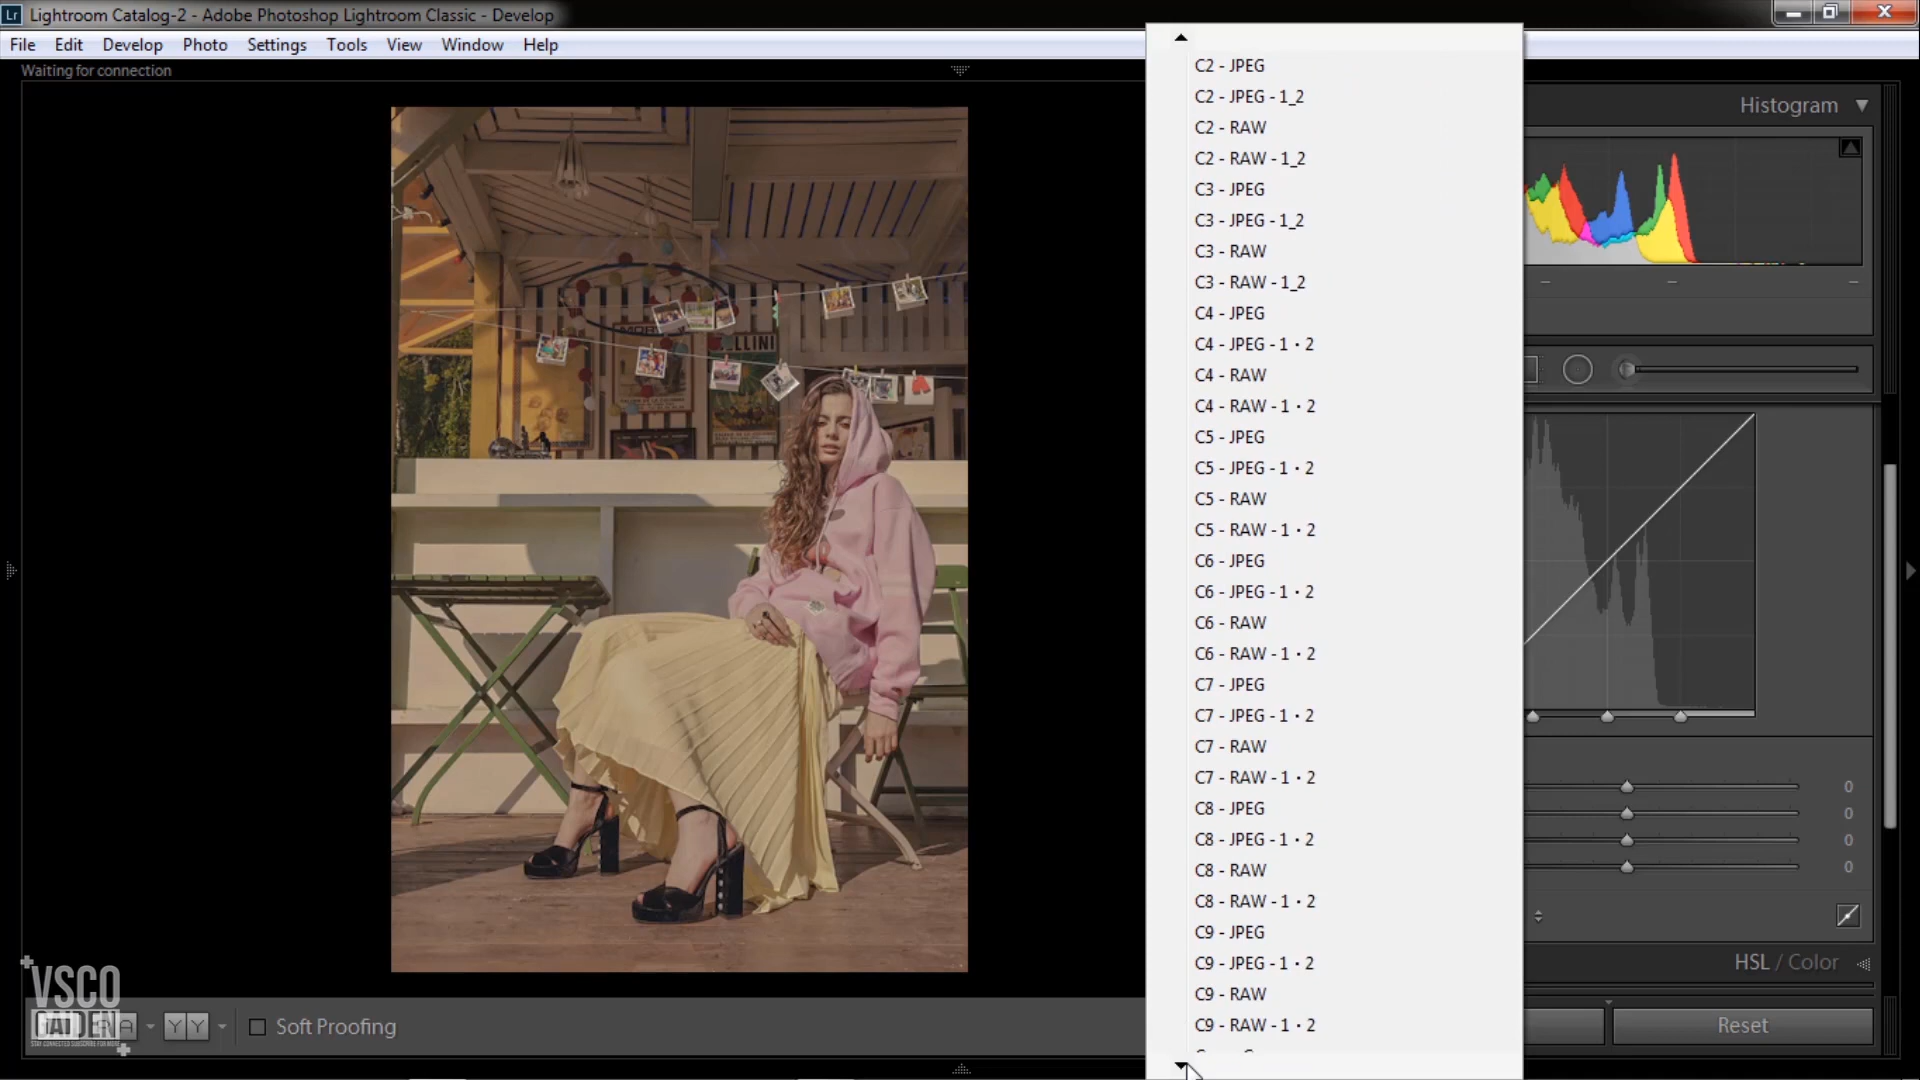 Lr Lightroom Catalog-2 - Adobe Photoshop Lightroom Classic - Develop
File Edit Develop Photo Settings Tools View Window Help
Waiting for connection
C2 - JPEG
C2 - JPEG - 1_2
C2 - RAW
C2 - RAW - 1_2
C3 - JPEG
C3 - JPEG - 1_2
C3 - RAW
C3 - RAW - 1_2
C4 - JPEG
C4 - JPEG - 1 · 2
C4 - RAW
C4 - RAW - 1 · 2
C5 - JPEG
C5 - JPEG - 1 · 2
C5 - RAW
C5 - RAW - 1 · 2
C6 - JPEG
C6 - JPEG - 1 · 2
C6 - RAW
C6 - RAW - 1 · 2
C7 - JPEG
C7 - JPEG - 1 · 2
C7 - RAW
C7 - RAW - 1 · 2
C8 - JPEG
C8 - JPEG - 1 · 2
C8 - RAW
C8 - RAW - 1 · 2
C9 - JPEG
C9 - JPEG - 1 · 2
C9 - RAW
C9 - RAW - 1 · 2
Histogram
0
0
0
0
HSL / Color
Reset
LLINI
VSCO
Y Y
Soft Proofing